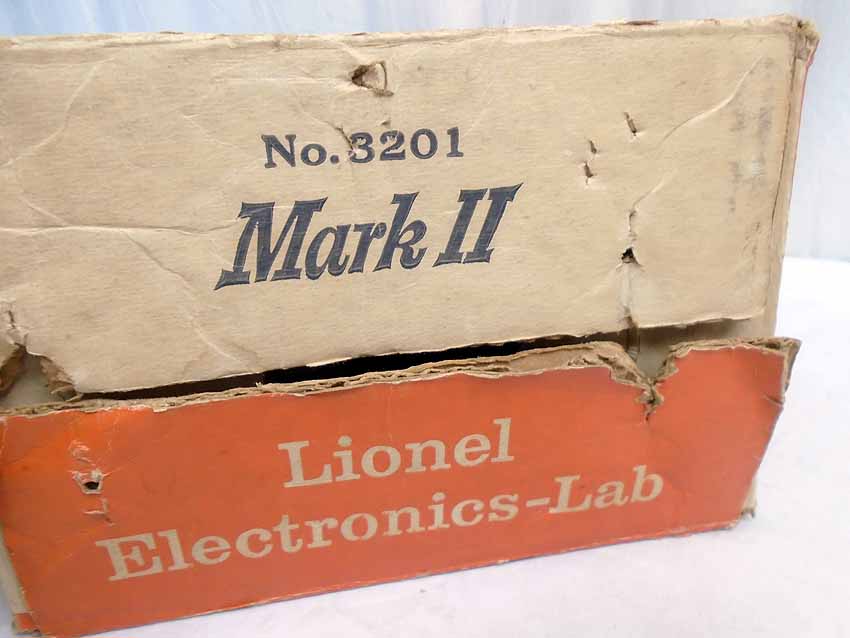 No. 3201
Mark II
Lionel
Electronics-Lab